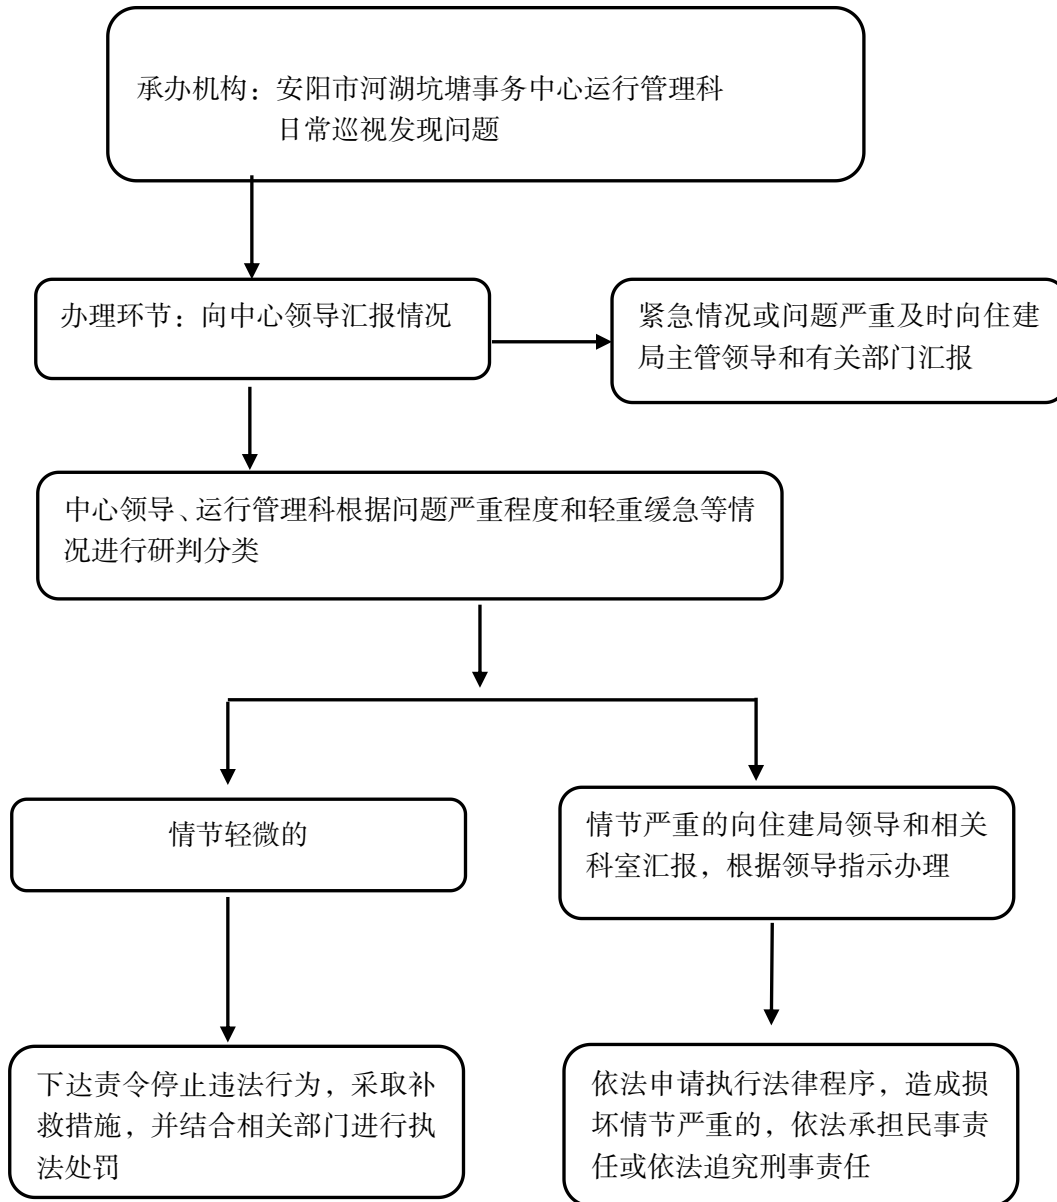 承办机构：安阳市河湖坑塘事务中心运行管理科
日常巡视发现问题
办理环节：向中心领导汇报情况
紧急情况或问题严重及时向住建
局主管领导和有关部门汇报
中心领导、运行管理科根据问题严重程度和轻重缓急等情
况进行研判分类
情节轻微的
情节严重的向住建局领导和相关
科室汇报，根据领导指示办理
下达责令停止违法行为，采取补
救措施，并结合相关部门进行执
法处罚
依法申请执行法律程序，造成损
坏情节严重的，依法承担民事责
任或依法追究刑事责任